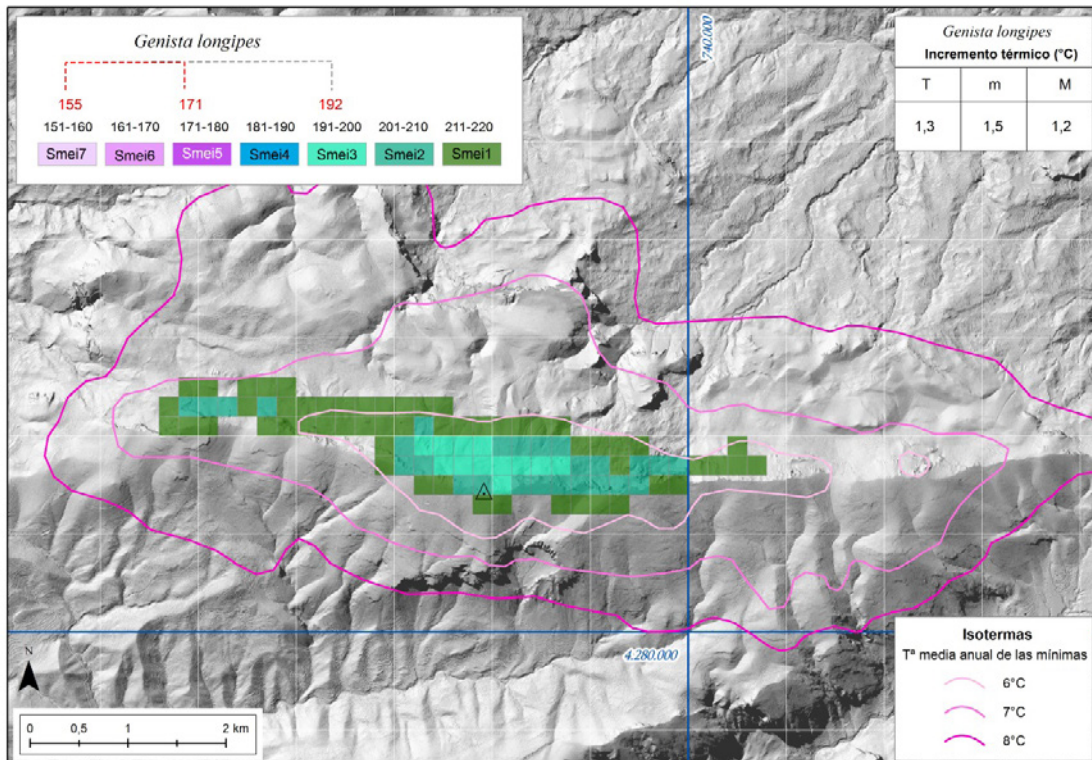 Genista longipes
155 171 192
151-160 161-170 171-180 181-190 191-200 201-210 211-220
Smei7 Smei6 Smei5 Smei4 Smei3 Smei2 Smei1
740.000
Genista longipes
Incremento térmico (°C)
T m M
1,3 1,5 1,2
4.280.000
N
0 0,5 1 2 km
Isotermas
Tª media anual de las mínimas
6°C
7°C
8°C